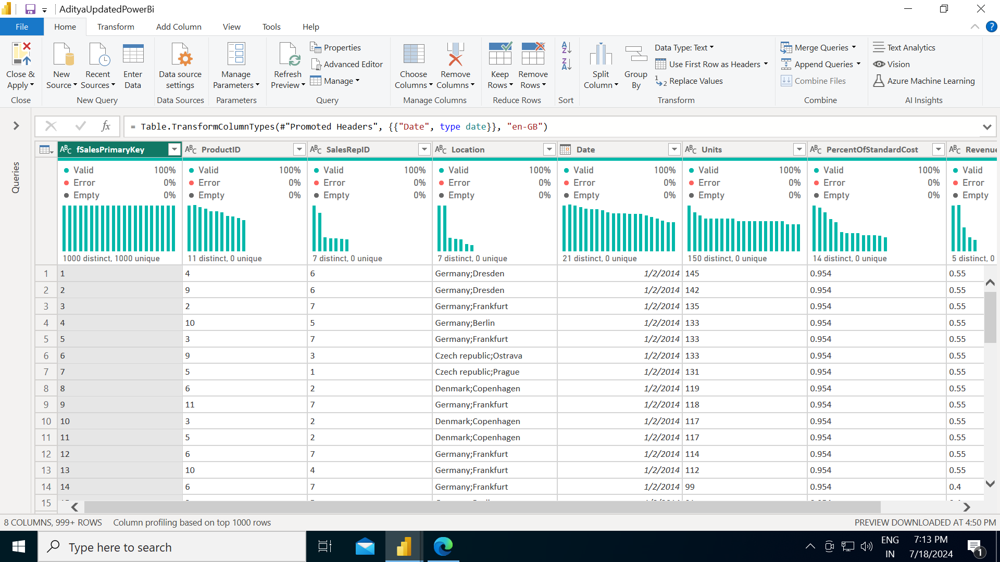 AdityaUpdatedPowerBi
File Home Transform Add Column View Tools Help
Close & Apply
New Source
Recent Sources
Enter Data
Data source settings
Manage Parameters
Refresh Preview
Properties
Advanced Editor
Manage
Choose Columns
Remove Columns
Keep Rows
Remove Rows
Split Column
Group By
Data Type: Text
Use First Row as Headers
Replace Values
Merge Queries
Append Queries
Combine Files
Text Analytics
Vision
Azure Machine Learning
Close New Query Data Sources Parameters Query Manage Columns Reduce Rows Sort Transform Combine AI Insights
fx = Table.TransformColumnTypes(#"Promoted Headers", {{"Date", type date}}, "en-GB")
Queries
fSalesPrimaryKey ProductID SalesRepID Location Date Units PercentOfStandardCost Revenue
Valid 100% Valid 100% Valid 100% Valid 100% Valid 100% Valid 100% Valid 100% Valid
Error 0% Error 0% Error 0% Error 0% Error 0% Error 0% Error 0% Error
Empty 0% Empty 0% Empty 0% Empty 0% Empty 0% Empty 0% Empty 0% Empty
1000 distinct, 1000 unique 11 distinct, 0 unique 7 distinct, 0 unique 7 distinct, 0 unique 21 distinct, 0 unique 150 distinct, 0 unique 14 distinct, 0 unique 5 distinct, 0
1 1 4 6 Germany;Dresden 1/2/2014 145 0.954 0.55
2 2 9 6 Germany;Dresden 1/2/2014 142 0.954 0.55
3 3 2 7 Germany;Frankfurt 1/2/2014 135 0.954 0.55
4 4 10 5 Germany;Berlin 1/2/2014 133 0.954 0.55
5 5 3 7 Germany;Frankfurt 1/2/2014 133 0.954 0.55
6 6 9 3 Czech republic;Ostrava 1/2/2014 133 0.954 0.55
7 7 5 1 Czech republic;Prague 1/2/2014 131 0.954 0.55
8 8 6 2 Denmark;Copenhagen 1/2/2014 119 0.954 0.55
9 9 11 7 Germany;Frankfurt 1/2/2014 118 0.954 0.55
10 10 3 2 Denmark;Copenhagen 1/2/2014 117 0.954 0.55
11 11 5 2 Denmark;Copenhagen 1/2/2014 117 0.954 0.55
12 12 6 7 Germany;Frankfurt 1/2/2014 114 0.954 0.55
13 13 10 4 Germany;Frankfurt 1/2/2014 112 0.954 0.55
14 14 6 7 Germany;Frankfurt 1/2/2014 99 0.954 0.4
15
8 COLUMNS, 999+ ROWS Column profiling based on top 1000 rows PREVIEW DOWNLOADED AT 4:50 PM
Type here to search
ENG IN
7:13 PM
7/18/2024
1